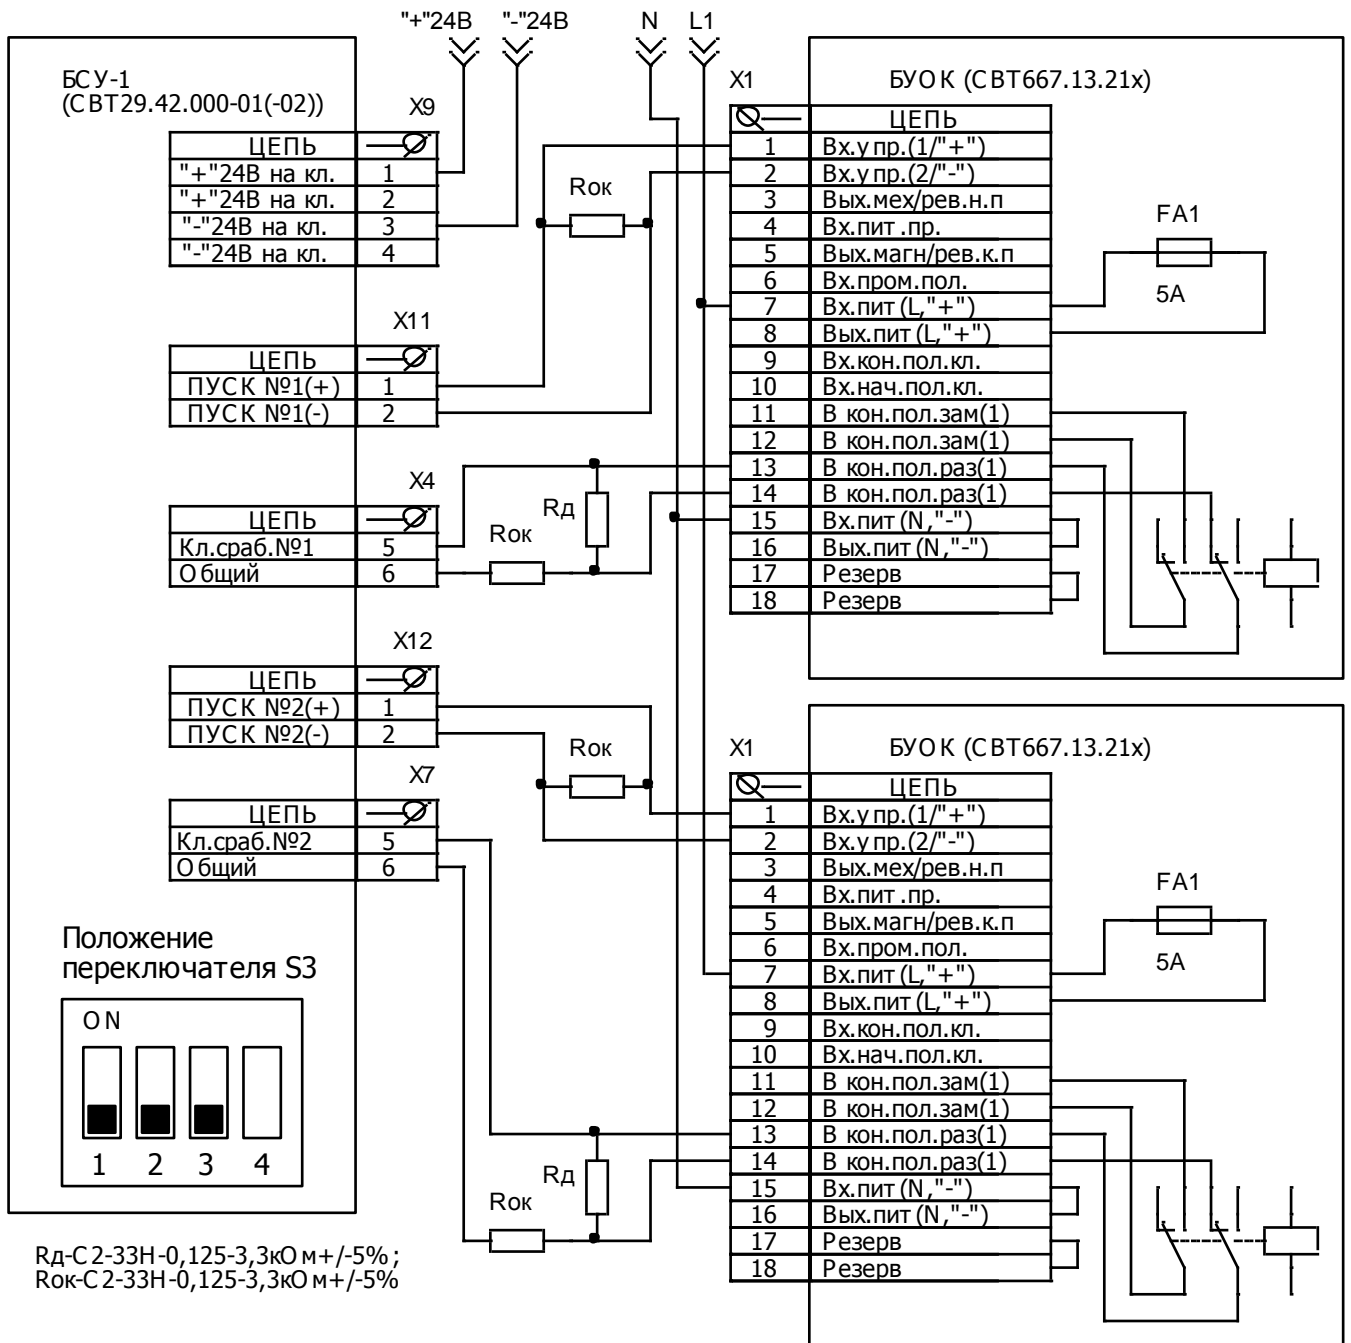 "+"24В "-"24В N L1
БСУ-1
(СВТ29.42.000-01(-02))
X9
ЦЕПЬ
"+"24В на кл. 1
"+"24В на кл. 2
"-"24В на кл. 3
"-"24В на кл. 4
X11
ЦЕПЬ
ПУСК №1(+) 1
ПУСК №1(-) 2
X4
ЦЕПЬ
Кл.сраб.№1 5
Общий 6
X12
ЦЕПЬ
ПУСК №2(+) 1
ПУСК №2(-) 2
X7
ЦЕПЬ
Кл.сраб.№2 5
Общий 6
Положение
переключателя S3
ON
1 2 3 4
Rд-С2-33Н-0,125-3,3кОм+/-5%;
Rок-С2-33Н-0,125-3,3кОм+/-5%
Rок
Rд
Rок
Rок
Rд
Rок
X1 БУОК (СВТ667.13.21х)
ЦЕПЬ
1 Вх.упр.(1/"+")
2 Вх.упр.(2/"-")
3 Вых.мех/рев.н.п
4 Вх.пит.пр.
5 Вых.магн/рев.к.п
6 Вх.пром.пол.
7 Вх.пит(L,"+")
8 Вых.пит(L,"+")
9 Вх.кон.пол.кл.
10 Вх.нач.пол.кл.
11 В кон.пол.зам(1)
12 В кон.пол.зам(1)
13 В кон.пол.раз(1)
14 В кон.пол.раз(1)
15 Вх.пит(N,"-")
16 Вых.пит(N,"-")
17 Резерв
18 Резерв
FA1
5А
X1 БУОК (СВТ667.13.21х)
ЦЕПЬ
1 Вх.упр.(1/"+")
2 Вх.упр.(2/"-")
3 Вых.мех/рев.н.п
4 Вх.пит.пр.
5 Вых.магн/рев.к.п
6 Вх.пром.пол.
7 Вх.пит(L,"+")
8 Вых.пит(L,"+")
9 Вх.кон.пол.кл.
10 Вх.нач.пол.кл.
11 В кон.пол.зам(1)
12 В кон.пол.зам(1)
13 В кон.пол.раз(1)
14 В кон.пол.раз(1)
15 Вх.пит(N,"-")
16 Вых.пит(N,"-")
17 Резерв
18 Резерв
FA1
5А